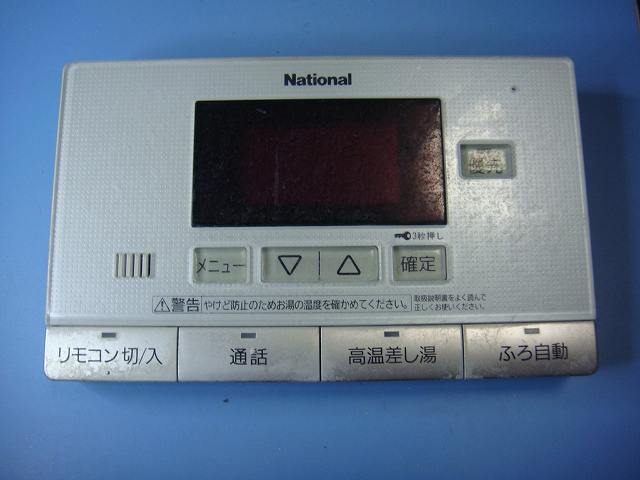 National
優先
3秒押し
メニュー
▽
△
確定
⚠警告 やけど防止のためお湯の温度を確かめてください。
取扱説明書をよく読んで
正しくお使いください。
リモコン切/入
通話
高温差し湯
ふろ自動